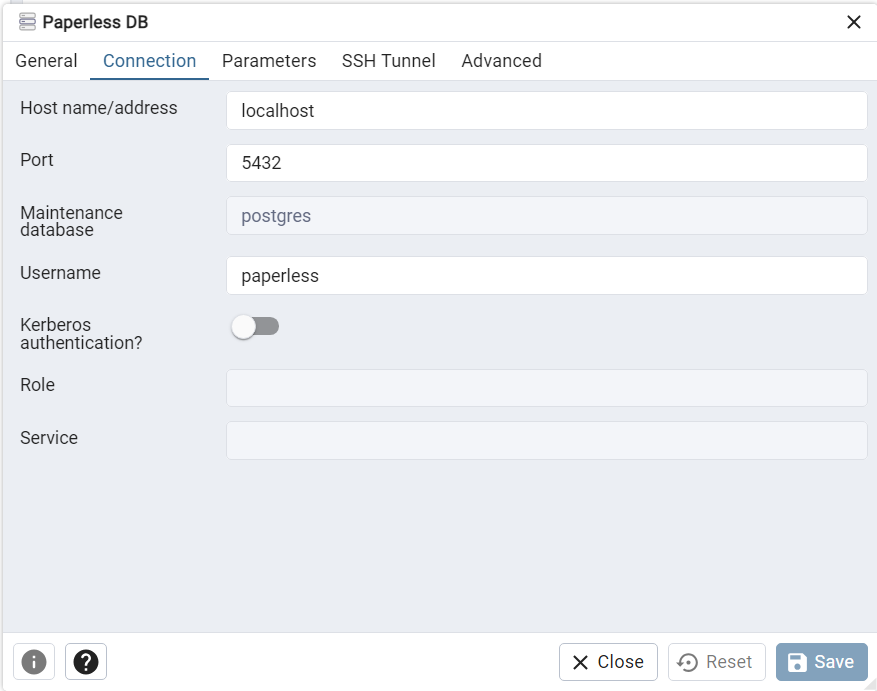 Paperless DB
General Connection Parameters SSH Tunnel Advanced
Host name/address localhost
Port 5432
Maintenance
database
postgres
Username paperless
Kerberos
authentication?
Role
Service
Close Reset Save